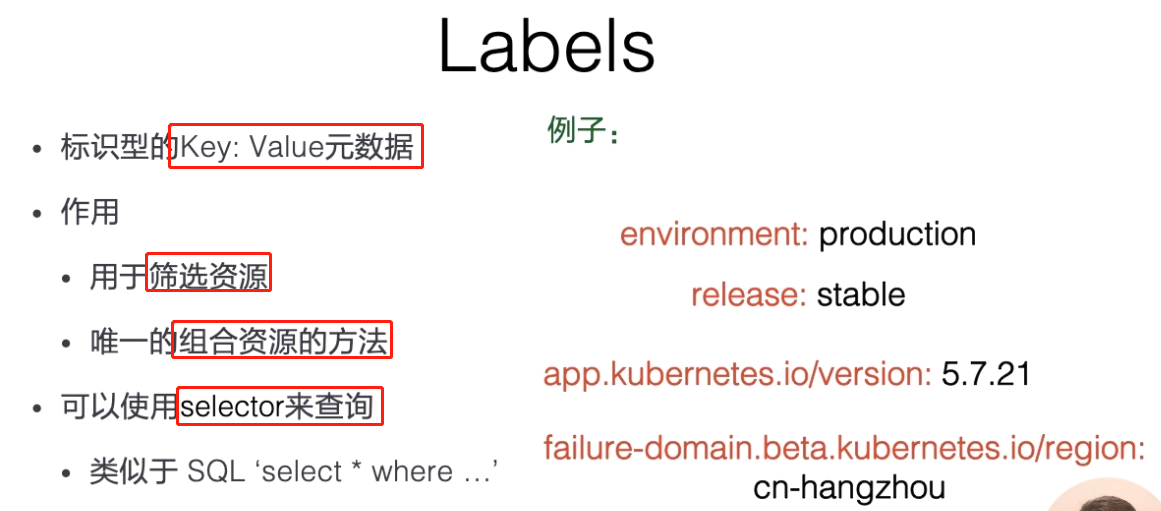 Labels
标识型的Key: Value元数据
作用
用于筛选资源
唯一的组合资源的方法
可以使用selector来查询
类似于 SQL ‘select * where ...’
例子：
environment: production
release: stable
app.kubernetes.io/version: 5.7.21
failure-domain.beta.kubernetes.io/region:
cn-hangzhou